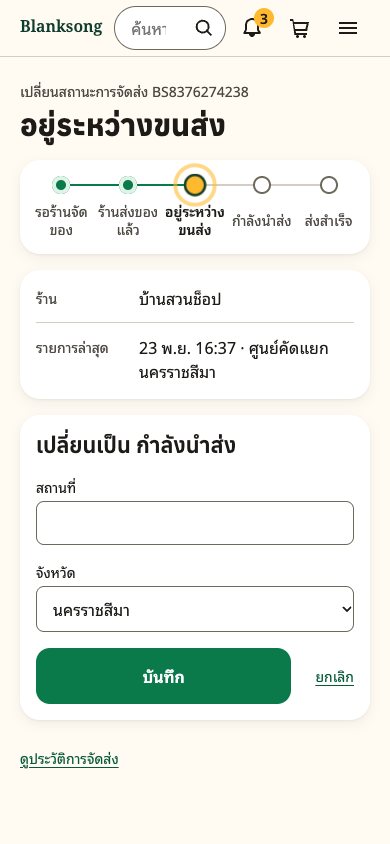 Blanksong
ค้นหา
3
เปลี่ยนสถานะการจัดส่ง BS8376274238
อยู่ระหว่างขนส่ง
รอร้านจัด
ของ
ร้านส่งของ
แล้ว
อยู่ระหว่าง
ขนส่ง
กำลังนำส่ง
ส่งสำเร็จ
ร้าน
บ้านสวนช็อป
รายการล่าสุด
23 พ.ย. 16:37 · ศูนย์คัดแยก
นครราชสีมา
เปลี่ยนเป็น กำลังนำส่ง
สถานที่
จังหวัด
นครราชสีมา
บันทึก
ยกเลิก
ดูประวัติการจัดส่ง